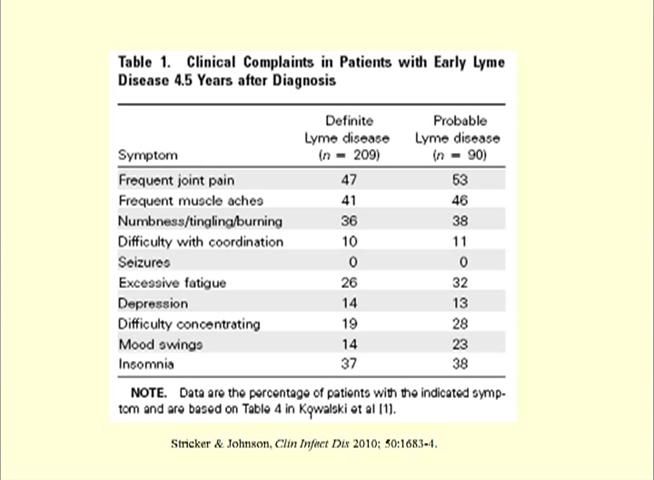 Table 1. Clinical Complaints in Patients with Early Lyme
Disease 4.5 Years after Diagnosis
Definite Probable
Lyme disease Lyme disease
Symptom (n = 209) (n = 90)
Frequent joint pain 47 53
Frequent muscle aches 41 46
Numbness/tingling/burning 36 38
Difficulty with coordination 10 11
Seizures 0 0
Excessive fatigue 26 32
Depression 14 13
Difficulty concentrating 19 28
Mood swings 14 23
Insomnia 37 38
NOTE. Data are the percentage of patients with the indicated symp-
tom and are based on Table 4 in Kowalski et al [1].
Stricker & Johnson, Clin Infect Dis 2010; 50:1683-4.